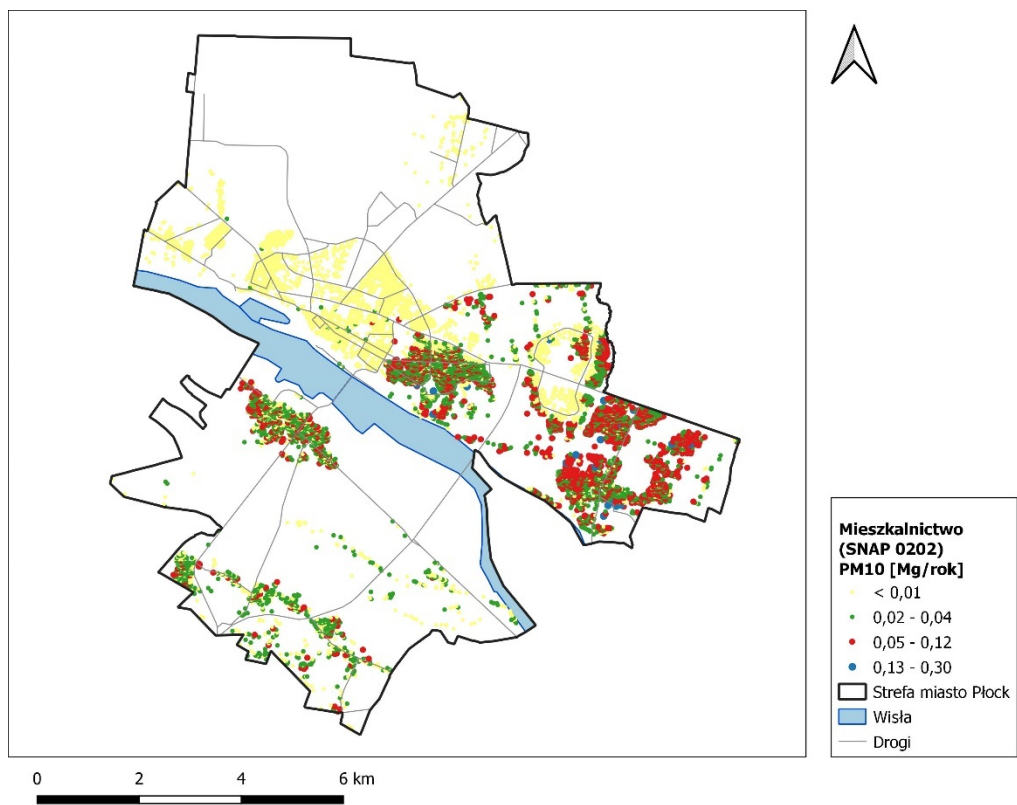 Mieszkalnictwo
(SNAP 0202)
PM10 [Mg/rok]
< 0,01
0,02 - 0,04
0,05 - 0,12
0,13 - 0,30
Strefa miasto Płock
Wisła
Drogi
0 2 4 6 km